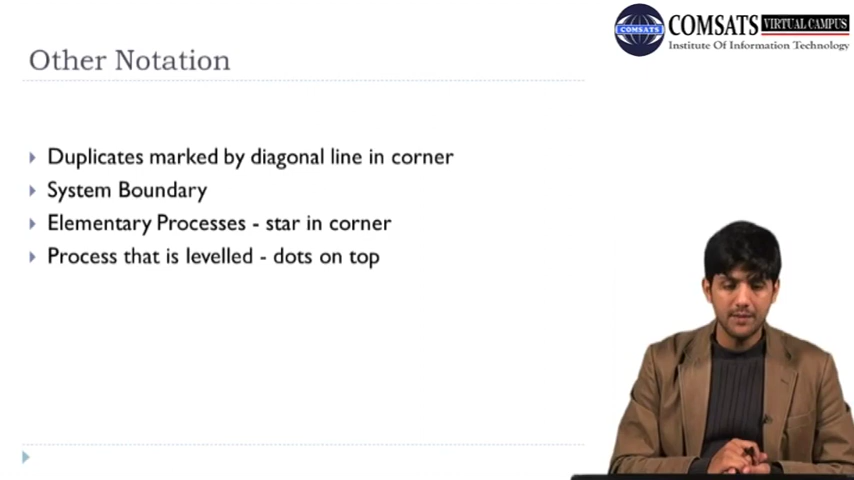 COMSATS VIRTUAL CAMPUS
COMSATS
Institute Of Information Technology
Other Notation
Duplicates marked by diagonal line in corner
System Boundary
Elementary Processes - star in corner
Process that is levelled - dots on top